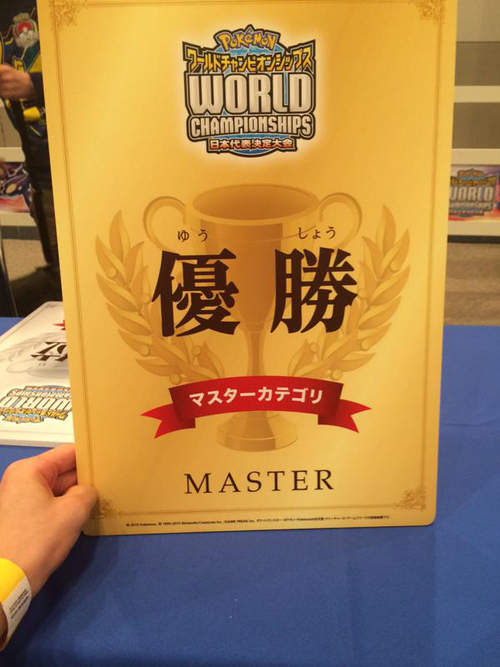 Pokémon
ワールドチャンピオンシップス
WORLD
CHAMPIONSHIPS
日本代表決定大会
ゆう しょう
優勝
マスターカテゴリ
MASTER
WORLD
WORLD